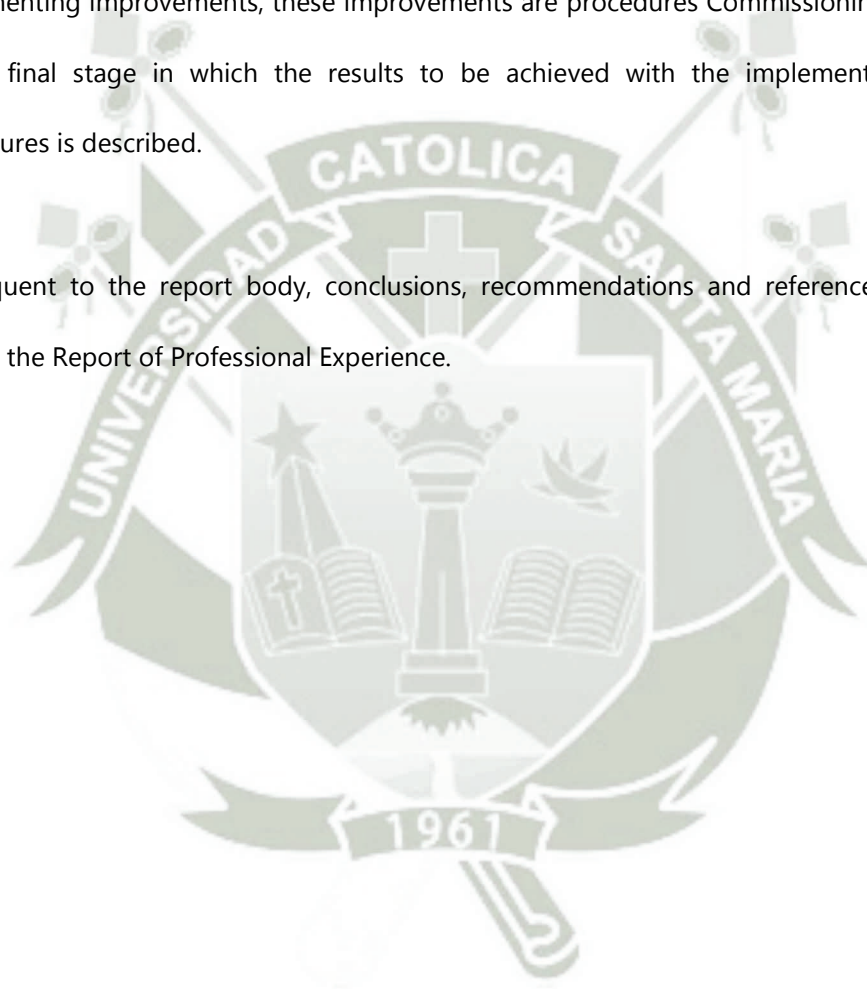 menting improvements, these improvements are procedures Commissionin
final stage in which the results to be achieved with the implement
ures is described.
quent to the report body, conclusions, recommendations and reference
the Report of Professional Experience.
UNIVERSIDAD CATOLICA SANTA MARIA
1961